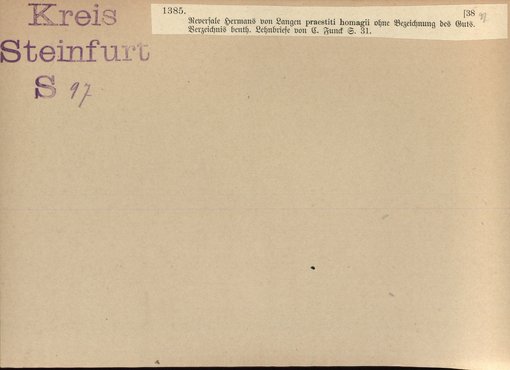 Kreis
Steinfurt
S 97
1385. [38 97
Reversale Hermans von Langen praestiti homagii ohne Bezeichnung des Guts.
Verzeichnis benth. Lehnbriefe von C. Funck S. 31.